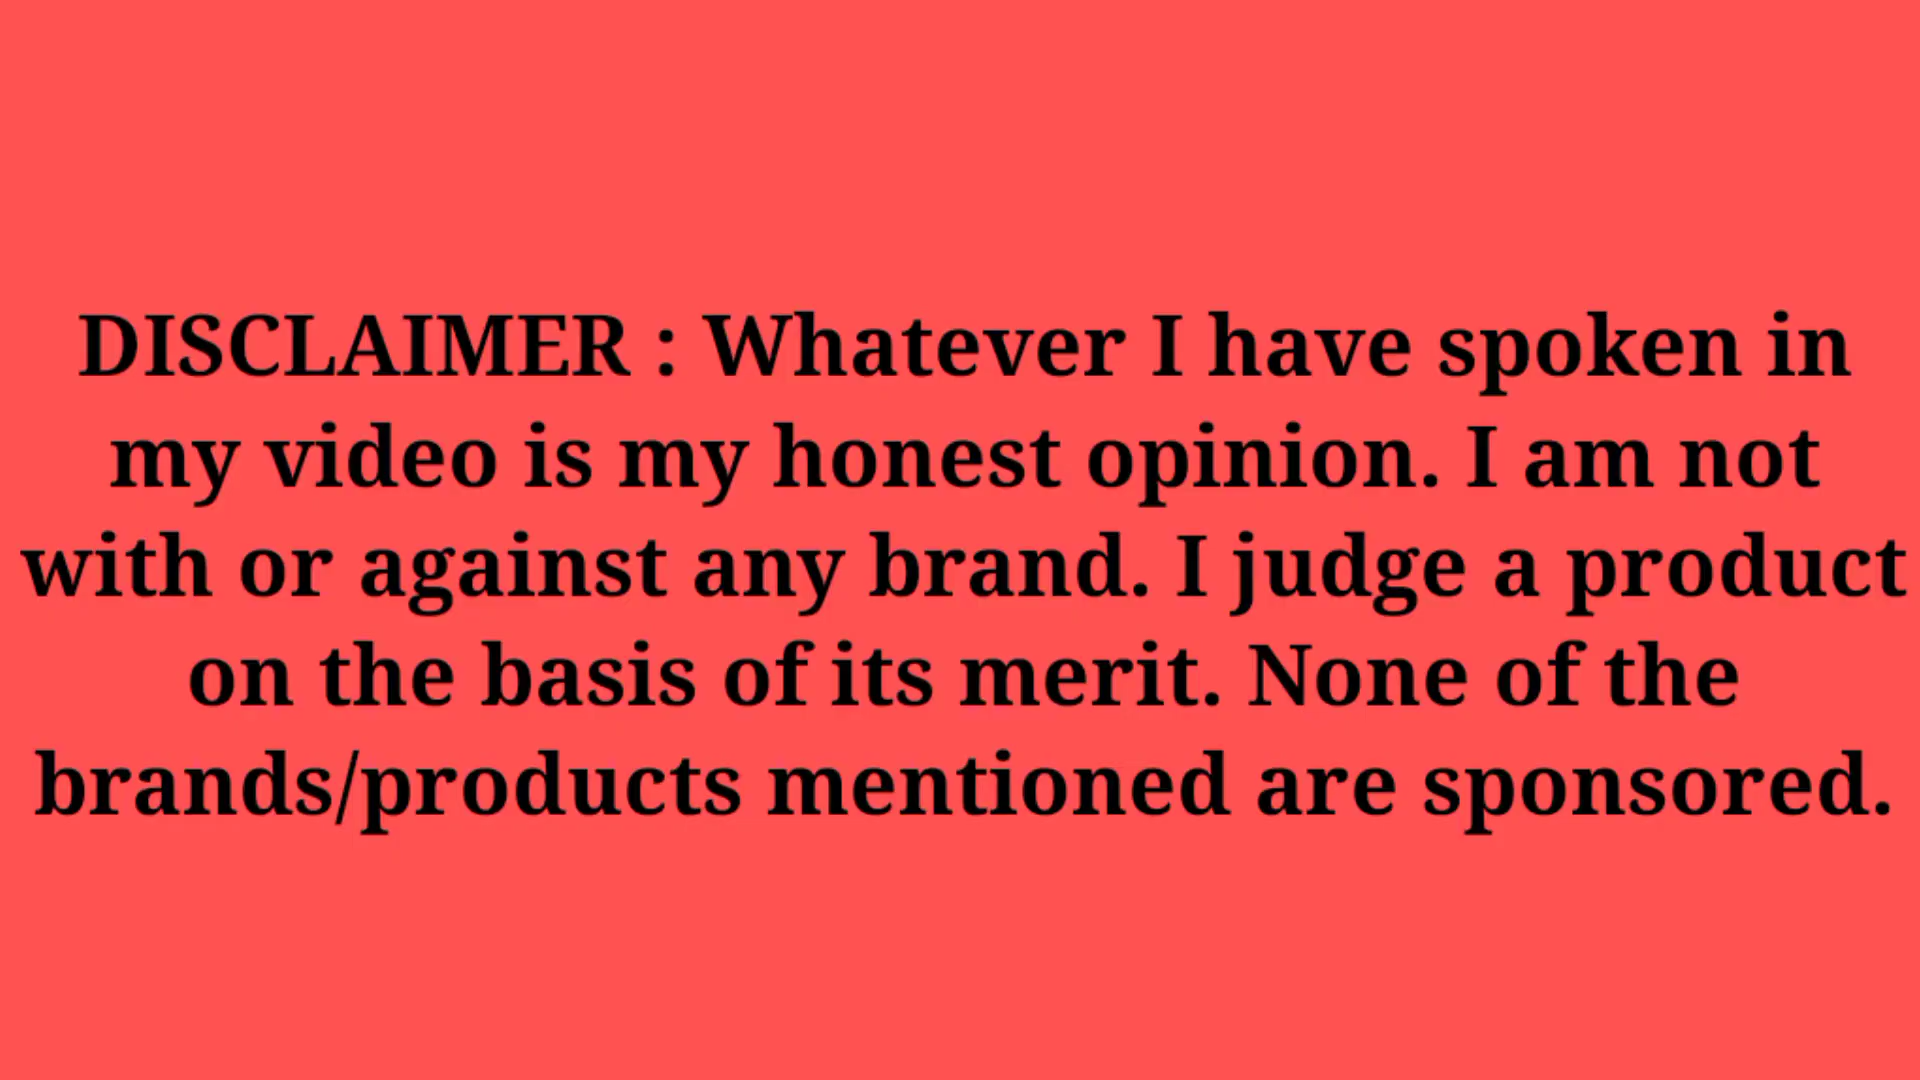 DISCLAIMER : Whatever I have spoken in
my video is my honest opinion. I am not
with or against any brand. I judge a product
on the basis of its merit. None of the
brands/products mentioned are sponsored.